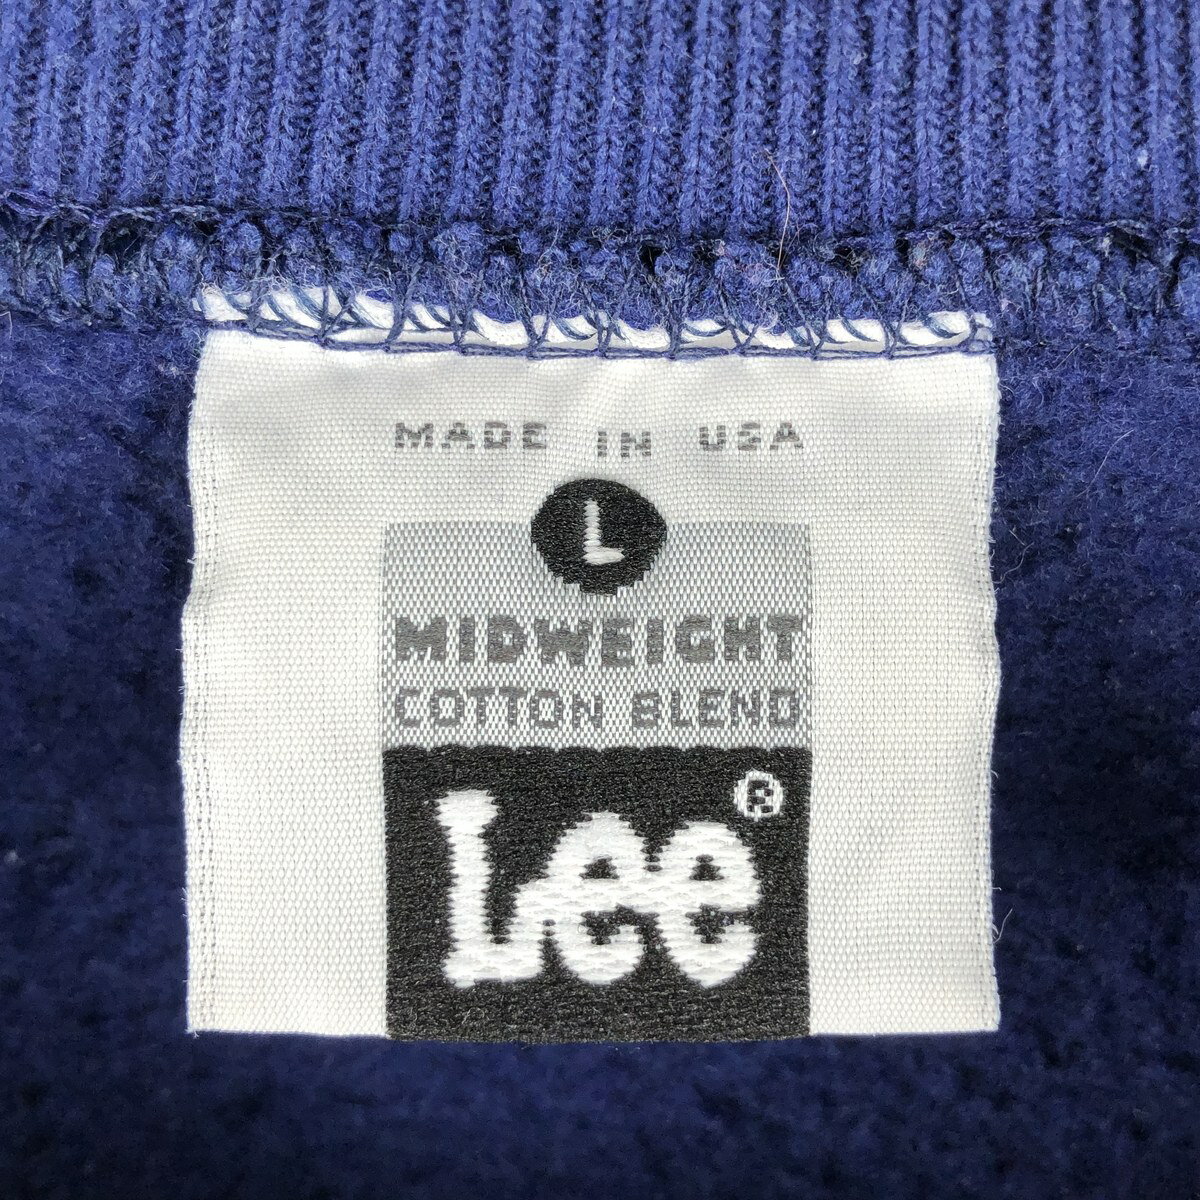 MADE IN USA
L
MIDWEIGHT
COTTON BLEND
Lee®